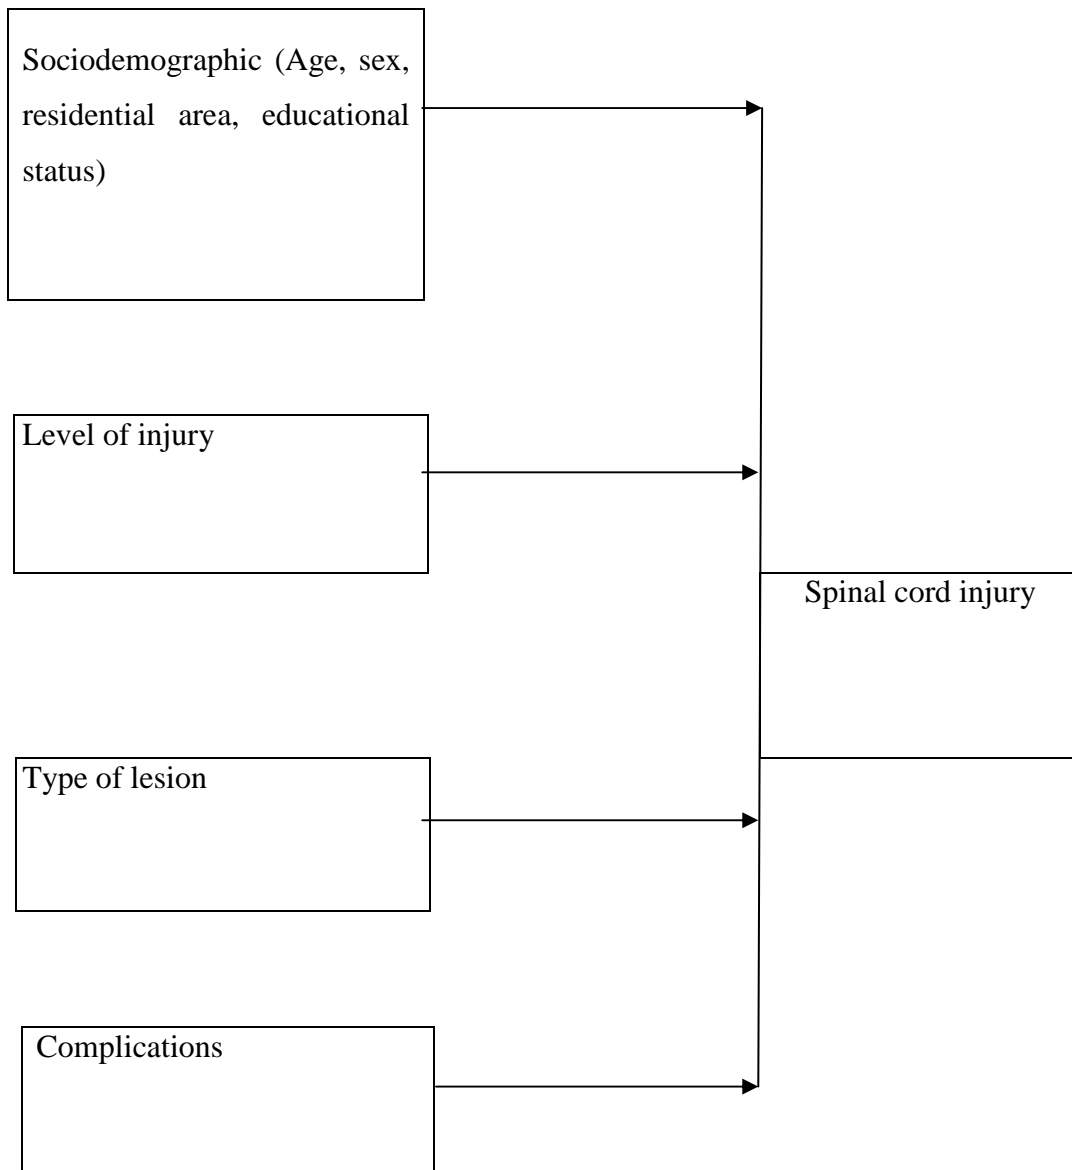 Sociodemographic (Age, sex,
residential area, educational
status)
Level of injury
Spinal cord injury
Type of lesion
Complications